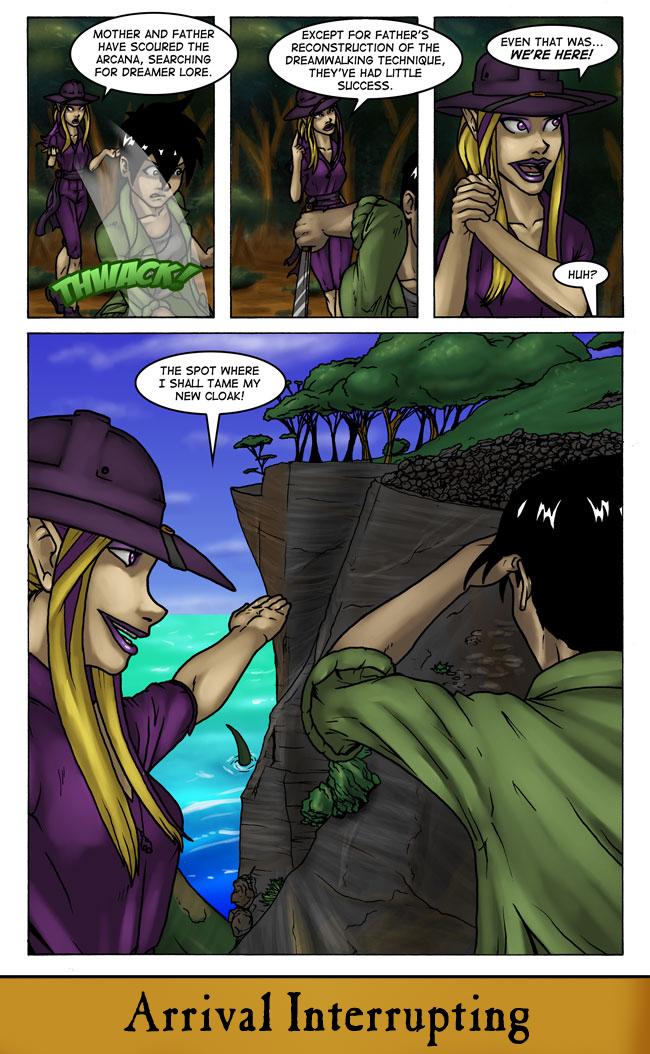 MOTHER AND FATHER
HAVE SCOURED THE
ARCANA, SEARCHING
FOR DREAMER LORE.
THWACK!
EXCEPT FOR FATHER'S
RECONSTRUCTION OF THE
DREAMWALKING TECHNIQUE,
THEY'VE HAD LITTLE
SUCCESS.
EVEN THAT WAS...
WE'RE HERE!
HUH?
THE SPOT WHERE
I SHALL TAME MY
NEW CLOAK!
Arrival Interrupting